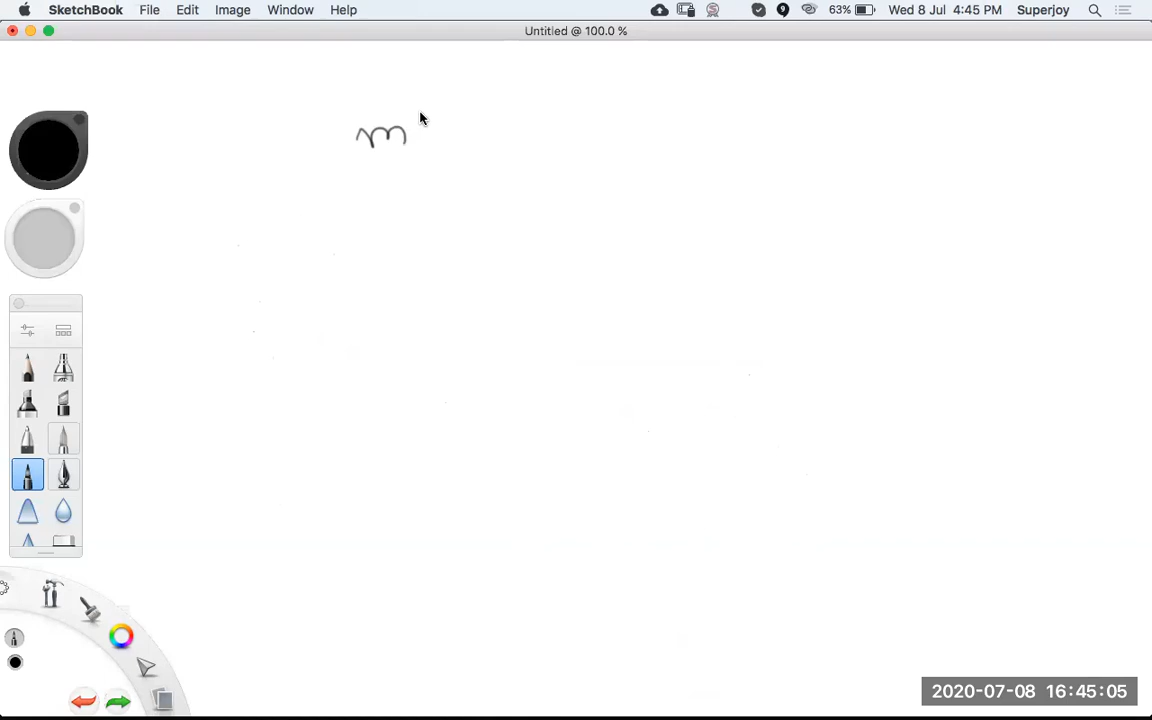 SketchBook File Edit Image Window Help 9 63% Wed 8 Jul 4:45 PM Superjoy
Untitled @ 100.0 %
m
2020-07-08 16:45:05